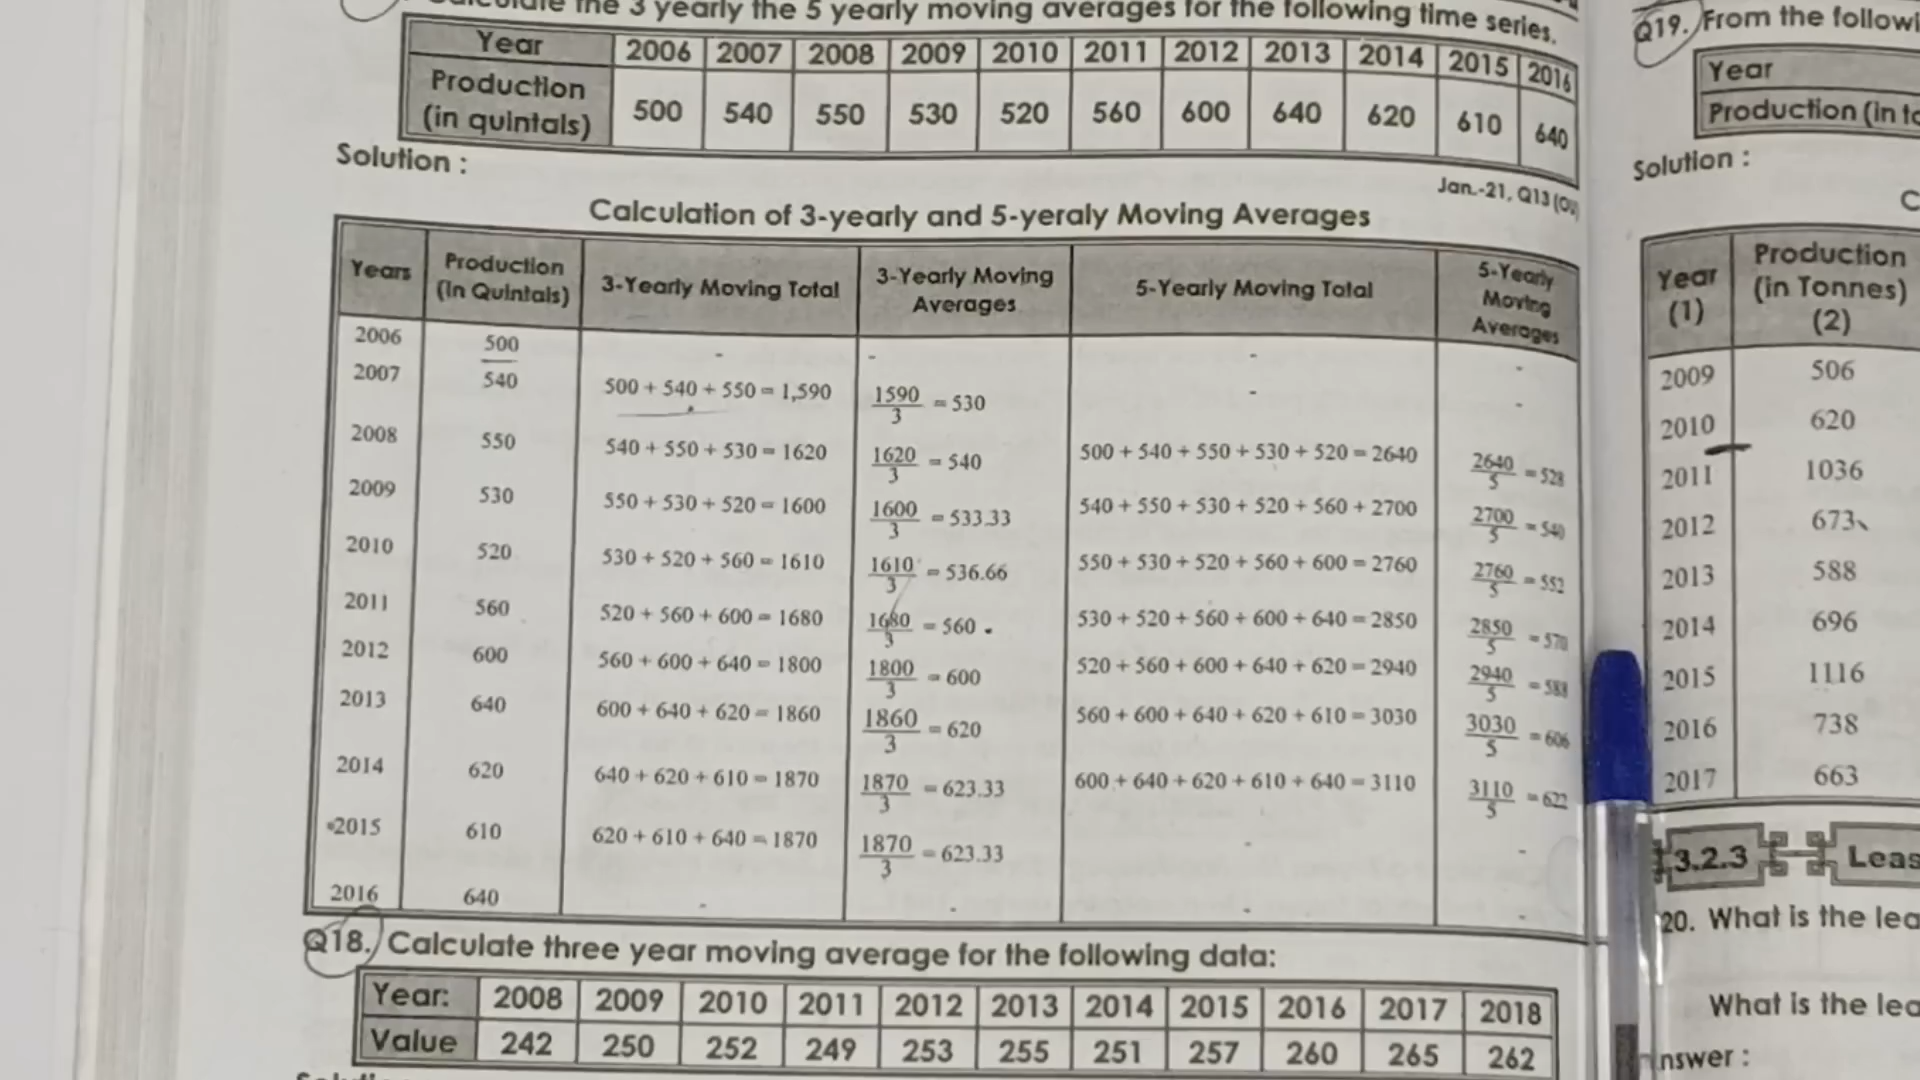 the 3 yearly the 5 yearly moving averages for the following time series.
Year 2006 2007 2008 2009 2010 2011 2012 2013 2014 2015 2016
Production (in quintals) 500 540 550 530 520 560 600 640 620 610 640
Solution :
Jan.-21, Q13 (OU)
Calculation of 3-yearly and 5-yeraly Moving Averages
Years Production (In Quintals) 3-Yearly Moving Total 3-Yearly Moving Averages 5-Yearly Moving Total 5-Yearly Moving Averages
2006 500 - - - -
2007 540 500 + 540 + 550 = 1,590 1590/3 = 530 - -
2008 550 540 + 550 + 530 = 1620 1620/3 = 540 500 + 540 + 550 + 530 + 520 = 2640 2640/5 = 528
2009 530 550 + 530 + 520 = 1600 1600/3 = 533.33 540 + 550 + 530 + 520 + 560 + 2700 2700/5 = 540
2010 520 530 + 520 + 560 = 1610 1610/3 = 536.66 550 + 530 + 520 + 560 + 600 = 2760 2760/5 = 552
2011 560 520 + 560 + 600 = 1680 1680/3 = 560 530 + 520 + 560 + 600 + 640 = 2850 2850/5 = 570
2012 600 560 + 600 + 640 = 1800 1800/3 = 600 520 + 560 + 600 + 640 + 620 = 2940 2940/5 = 588
2013 640 600 + 640 + 620 = 1860 1860/3 = 620 560 + 600 + 640 + 620 + 610 = 3030 3030/5 = 606
2014 620 640 + 620 + 610 = 1870 1870/3 = 623.33 600 + 640 + 620 + 610 + 640 = 3110 3110/5 = 622
2015 610 620 + 610 + 640 = 1870 1870/3 = 623.33 - -
2016 640 - - - -
Q18. Calculate three year moving average for the following data:
Year: 2008 2009 2010 2011 2012 2013 2014 2015 2016 2017 2018
Value 242 250 252 249 253 255 251 257 260 265 262
Q19. From the
Year
Production (in
Solution :
Year (1) Production (in Tonnes) (2)
2009 506
2010 620
2011 1036
2012 673
2013 588
2014 696
2015 1116
2016 738
2017 663
3.2.3
20. What is the
What is the